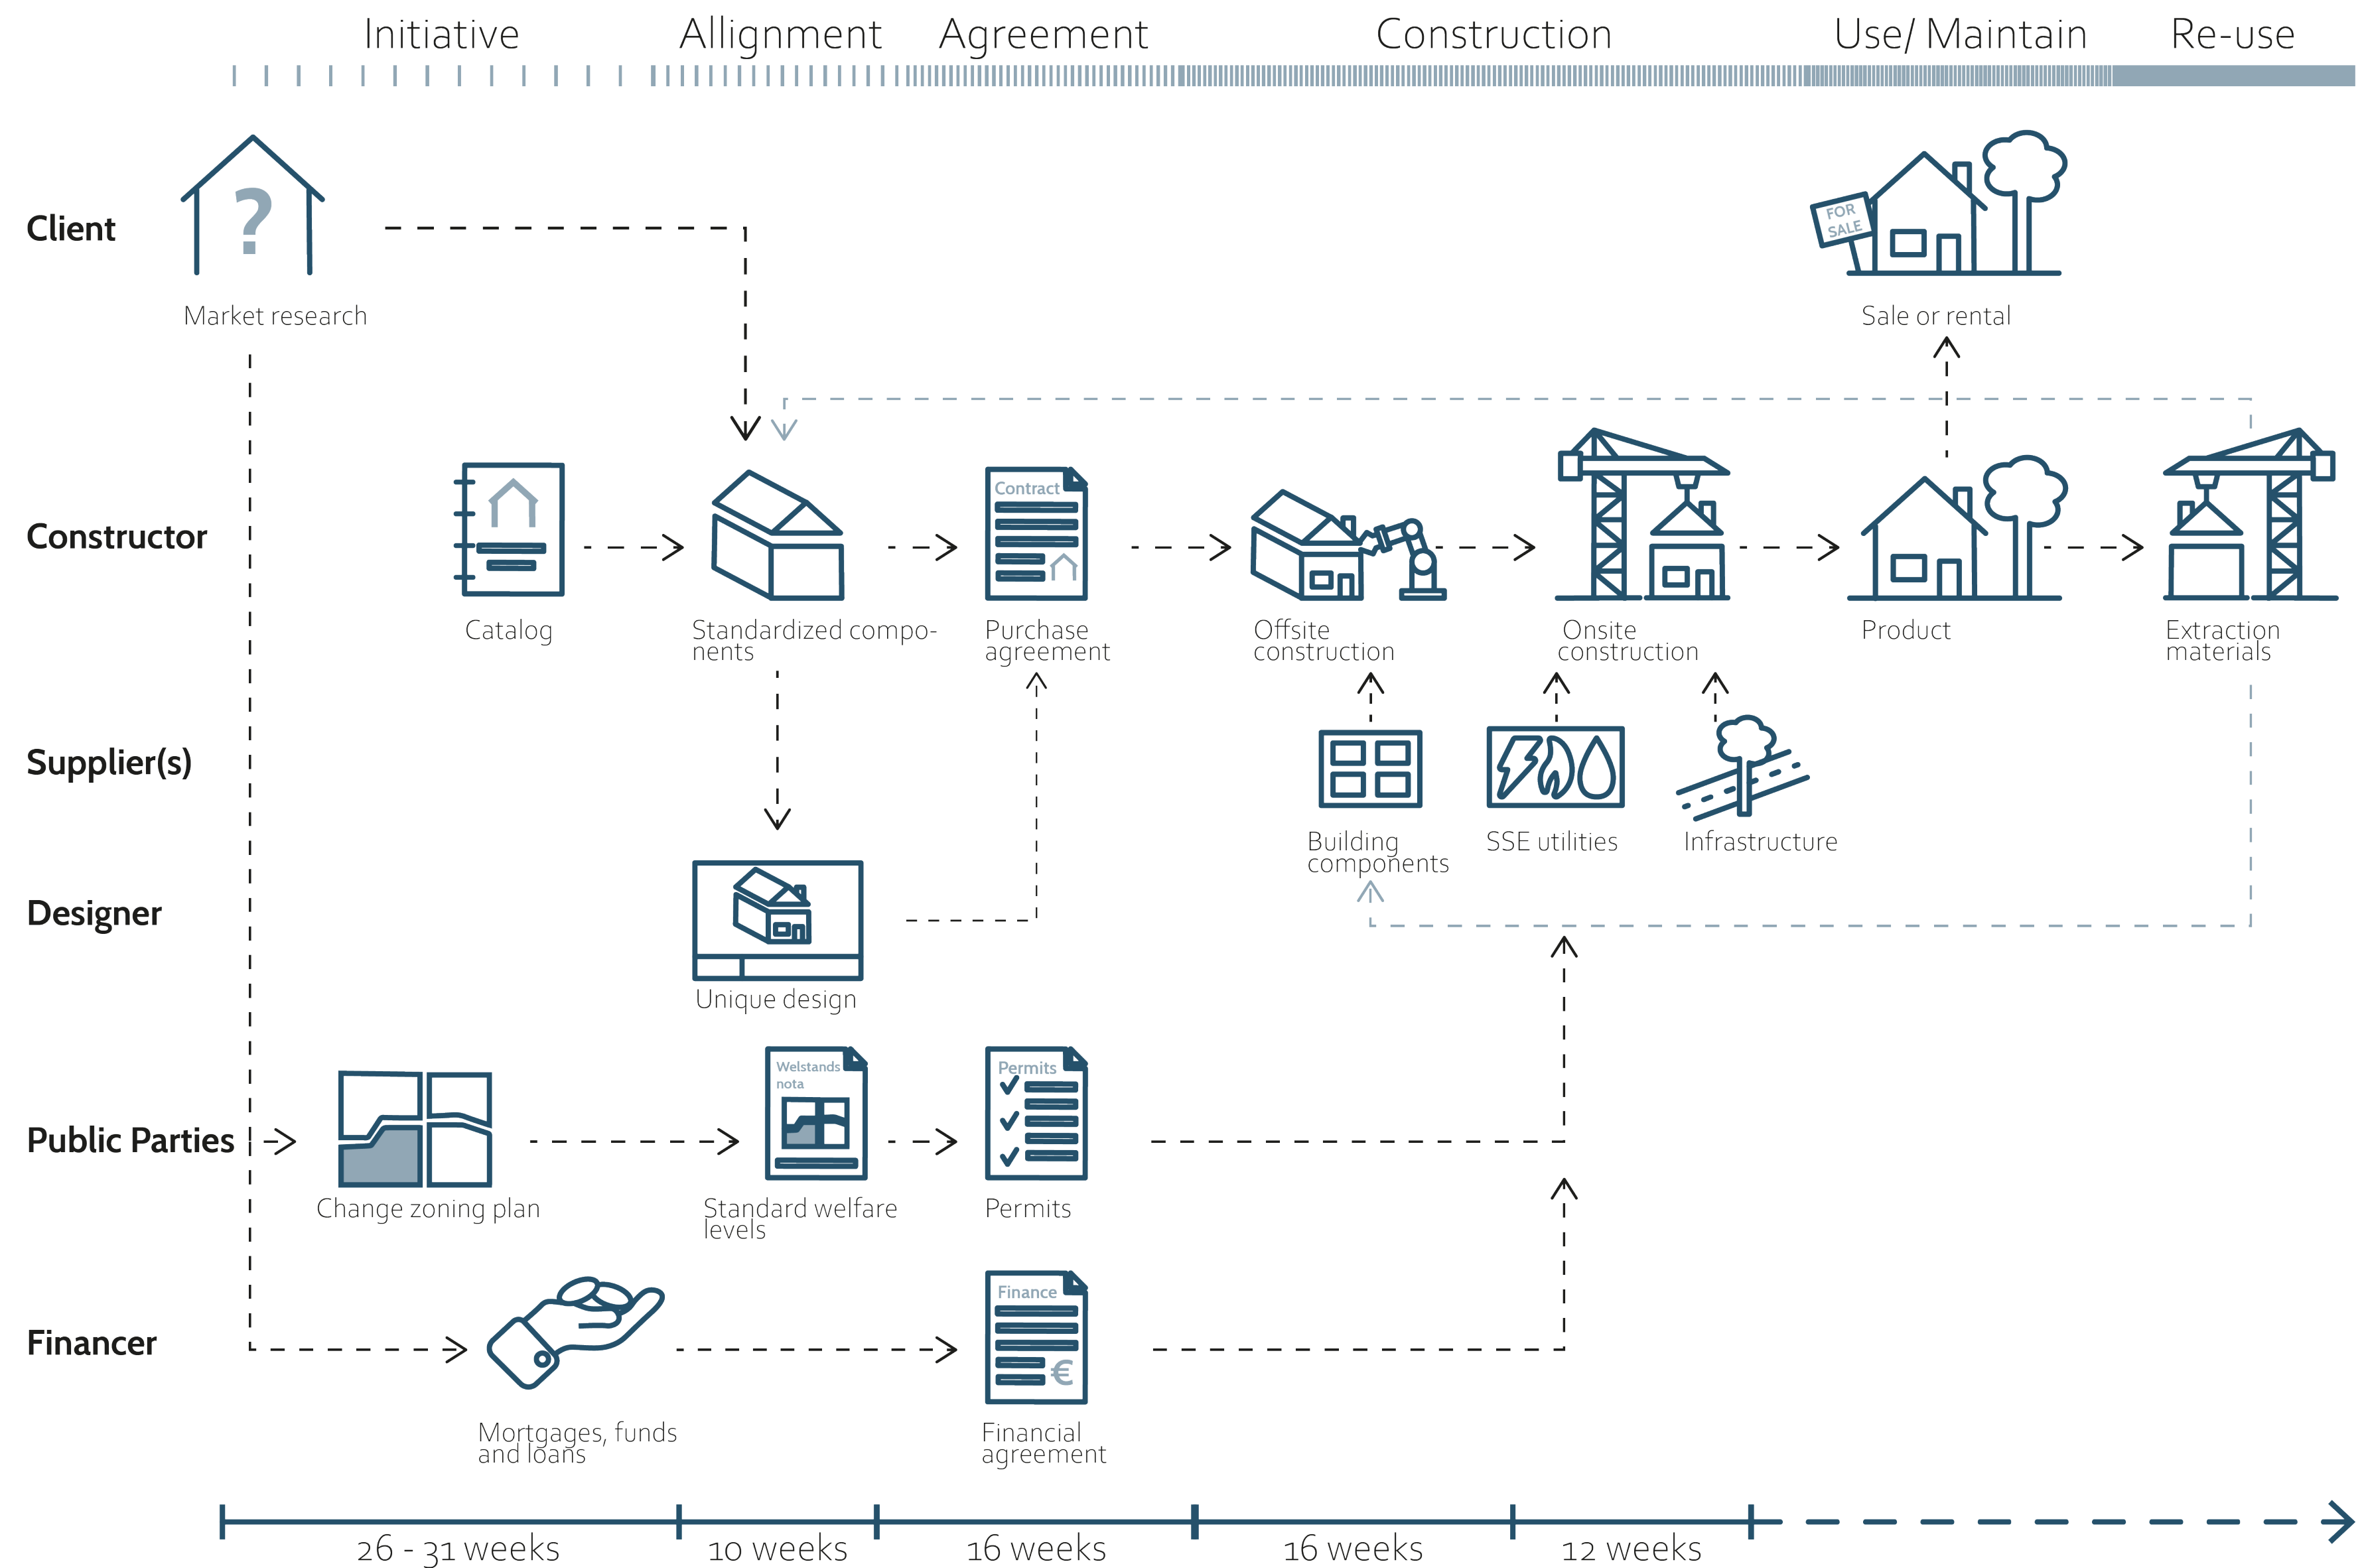 Initiative
Allignment
Agreement
Construction
Use/ Maintain
Re-use
Client
?
Market research
FOR
SALE
Sale or rental
Constructor
Catalog
Standardized compo-
nents
Contract
Purchase
agreement
Offsite
construction
Onsite
construction
Product
Extraction
materials
Supplier(s)
Building
components
SSE utilities
Infrastructure
Designer
Unique design
Public Parties
Change zoning plan
Welstands
nota
Standard welfare
levels
Permits
Permits
Financer
Mortgages, funds
and loans
Finance
€
Financial
agreement
26 - 31 weeks
10 weeks
16 weeks
16 weeks
12 weeks